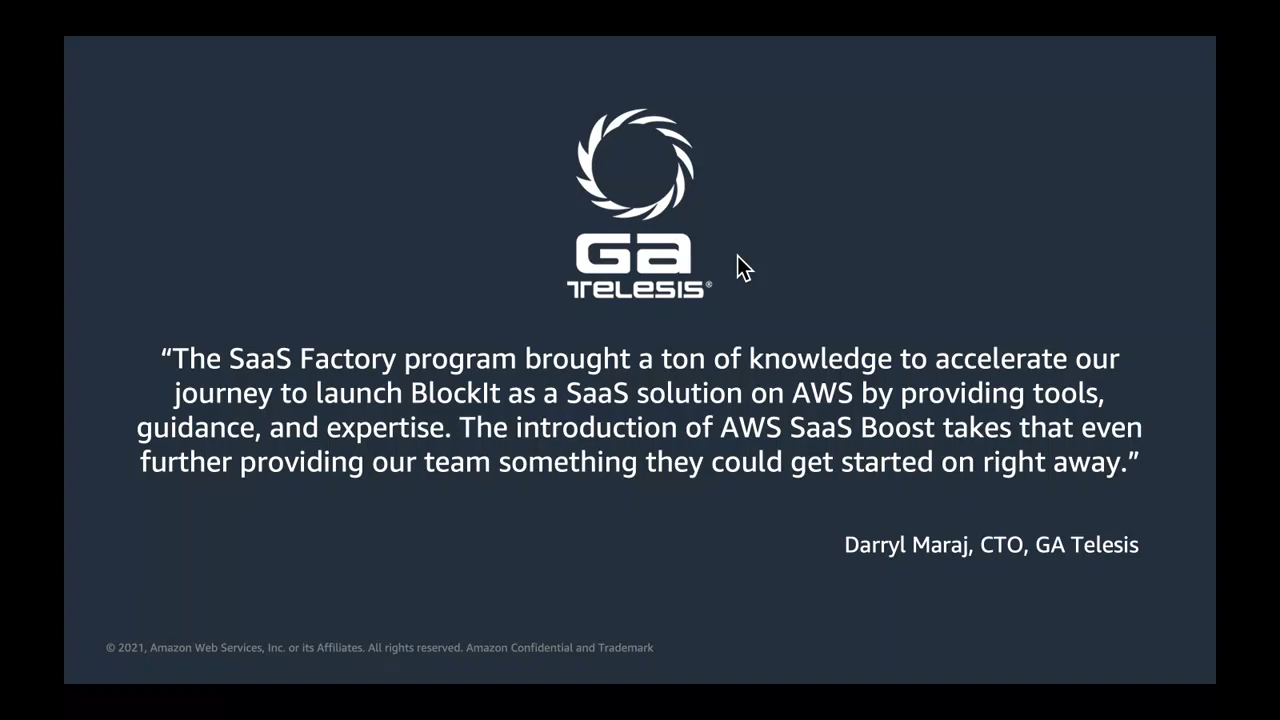 GA
TELESIS®
“The SaaS Factory program brought a ton of knowledge to accelerate our
journey to launch BlockIt as a SaaS solution on AWS by providing tools,
guidance, and expertise. The introduction of AWS SaaS Boost takes that even
further providing our team something they could get started on right away.”
Darryl Maraj, CTO, GA Telesis
© 2021, Amazon Web Services, Inc. or its Affiliates. All rights reserved. Amazon Confidential and Trademark